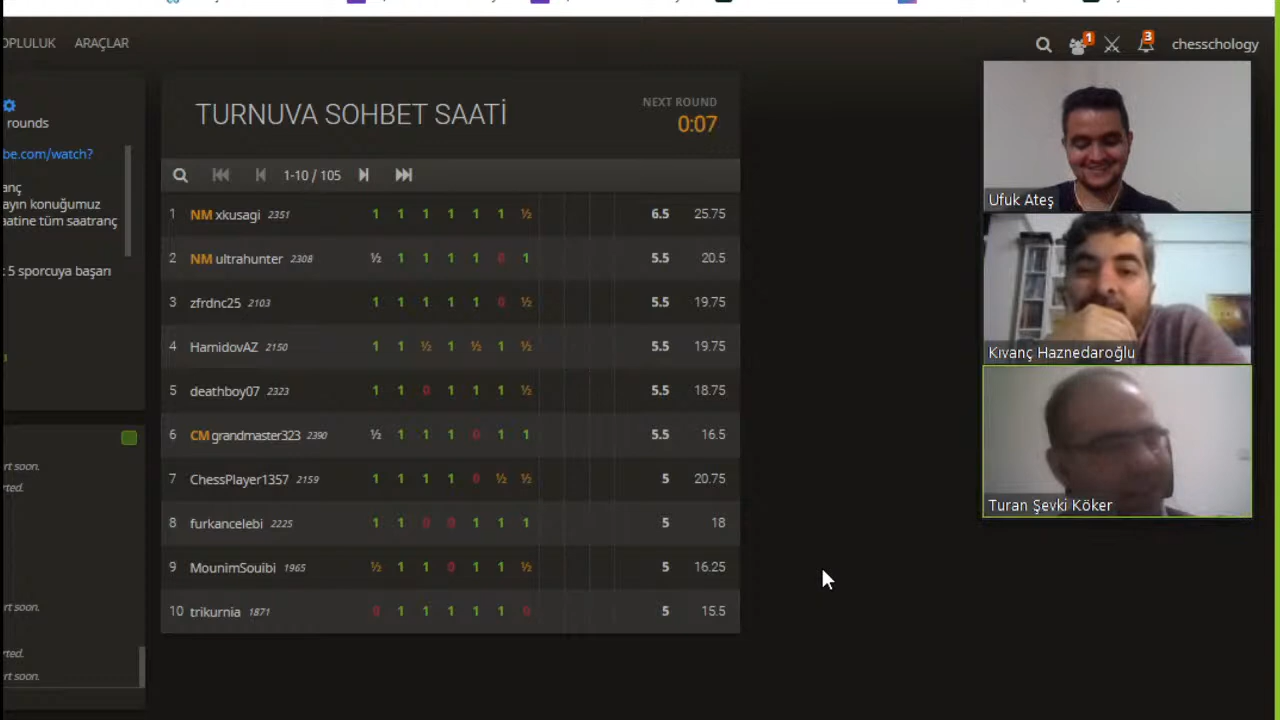 OPLULUK ARAÇLAR
1 3 chesschology
rounds
be.com/watch?
anç
ayın konuğumuz
aatine tüm saatranç
5 sporcuya başarı
art soon.
rted.
rt soon.
rted.
rt soon.
TURNUVA SOHBET SAATİ
NEXT ROUND
0:07
1-10 / 105
1 NM xkusagi 2351 1 1 1 1 1 1 ½ 6.5 25.75
2 NM ultrahunter 2308 ½ 1 1 1 1 0 1 5.5 20.5
3 zfrdnc25 2103 1 1 1 1 1 0 ½ 5.5 19.75
4 HamidovAZ 2150 1 1 ½ 1 ½ 1 ½ 5.5 19.75
5 deathboy07 2323 1 1 0 1 1 1 ½ 5.5 18.75
6 CM grandmaster323 2390 ½ 1 1 1 0 1 1 5.5 16.5
7 ChessPlayer1357 2159 1 1 1 1 0 ½ ½ 5 20.75
8 furkancelebi 2225 1 1 0 0 1 1 1 5 18
9 MounimSouibi 1965 ½ 1 1 0 1 1 ½ 5 16.25
10 trikurnia 1871 0 1 1 1 1 1 0 5 15.5
Ufuk Ateş
Kıvanç Haznedaroğlu
Turan Şevki Köker